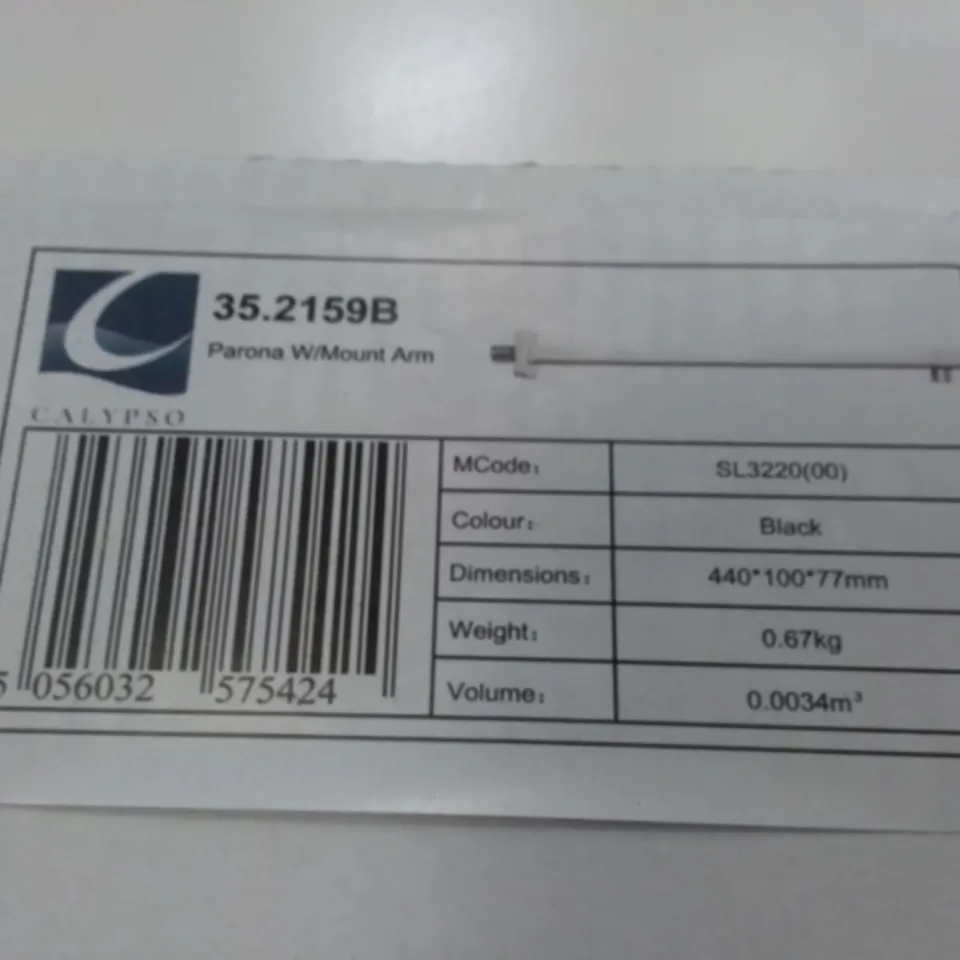 35.2159B
Parona W/Mount Arm
CALYPSO
MCode: SL3220(00)
Colour: Black
Dimensions: 440*100*77mm
Weight: 0.67kg
Volume: 0.0034m³
5 056032 575424